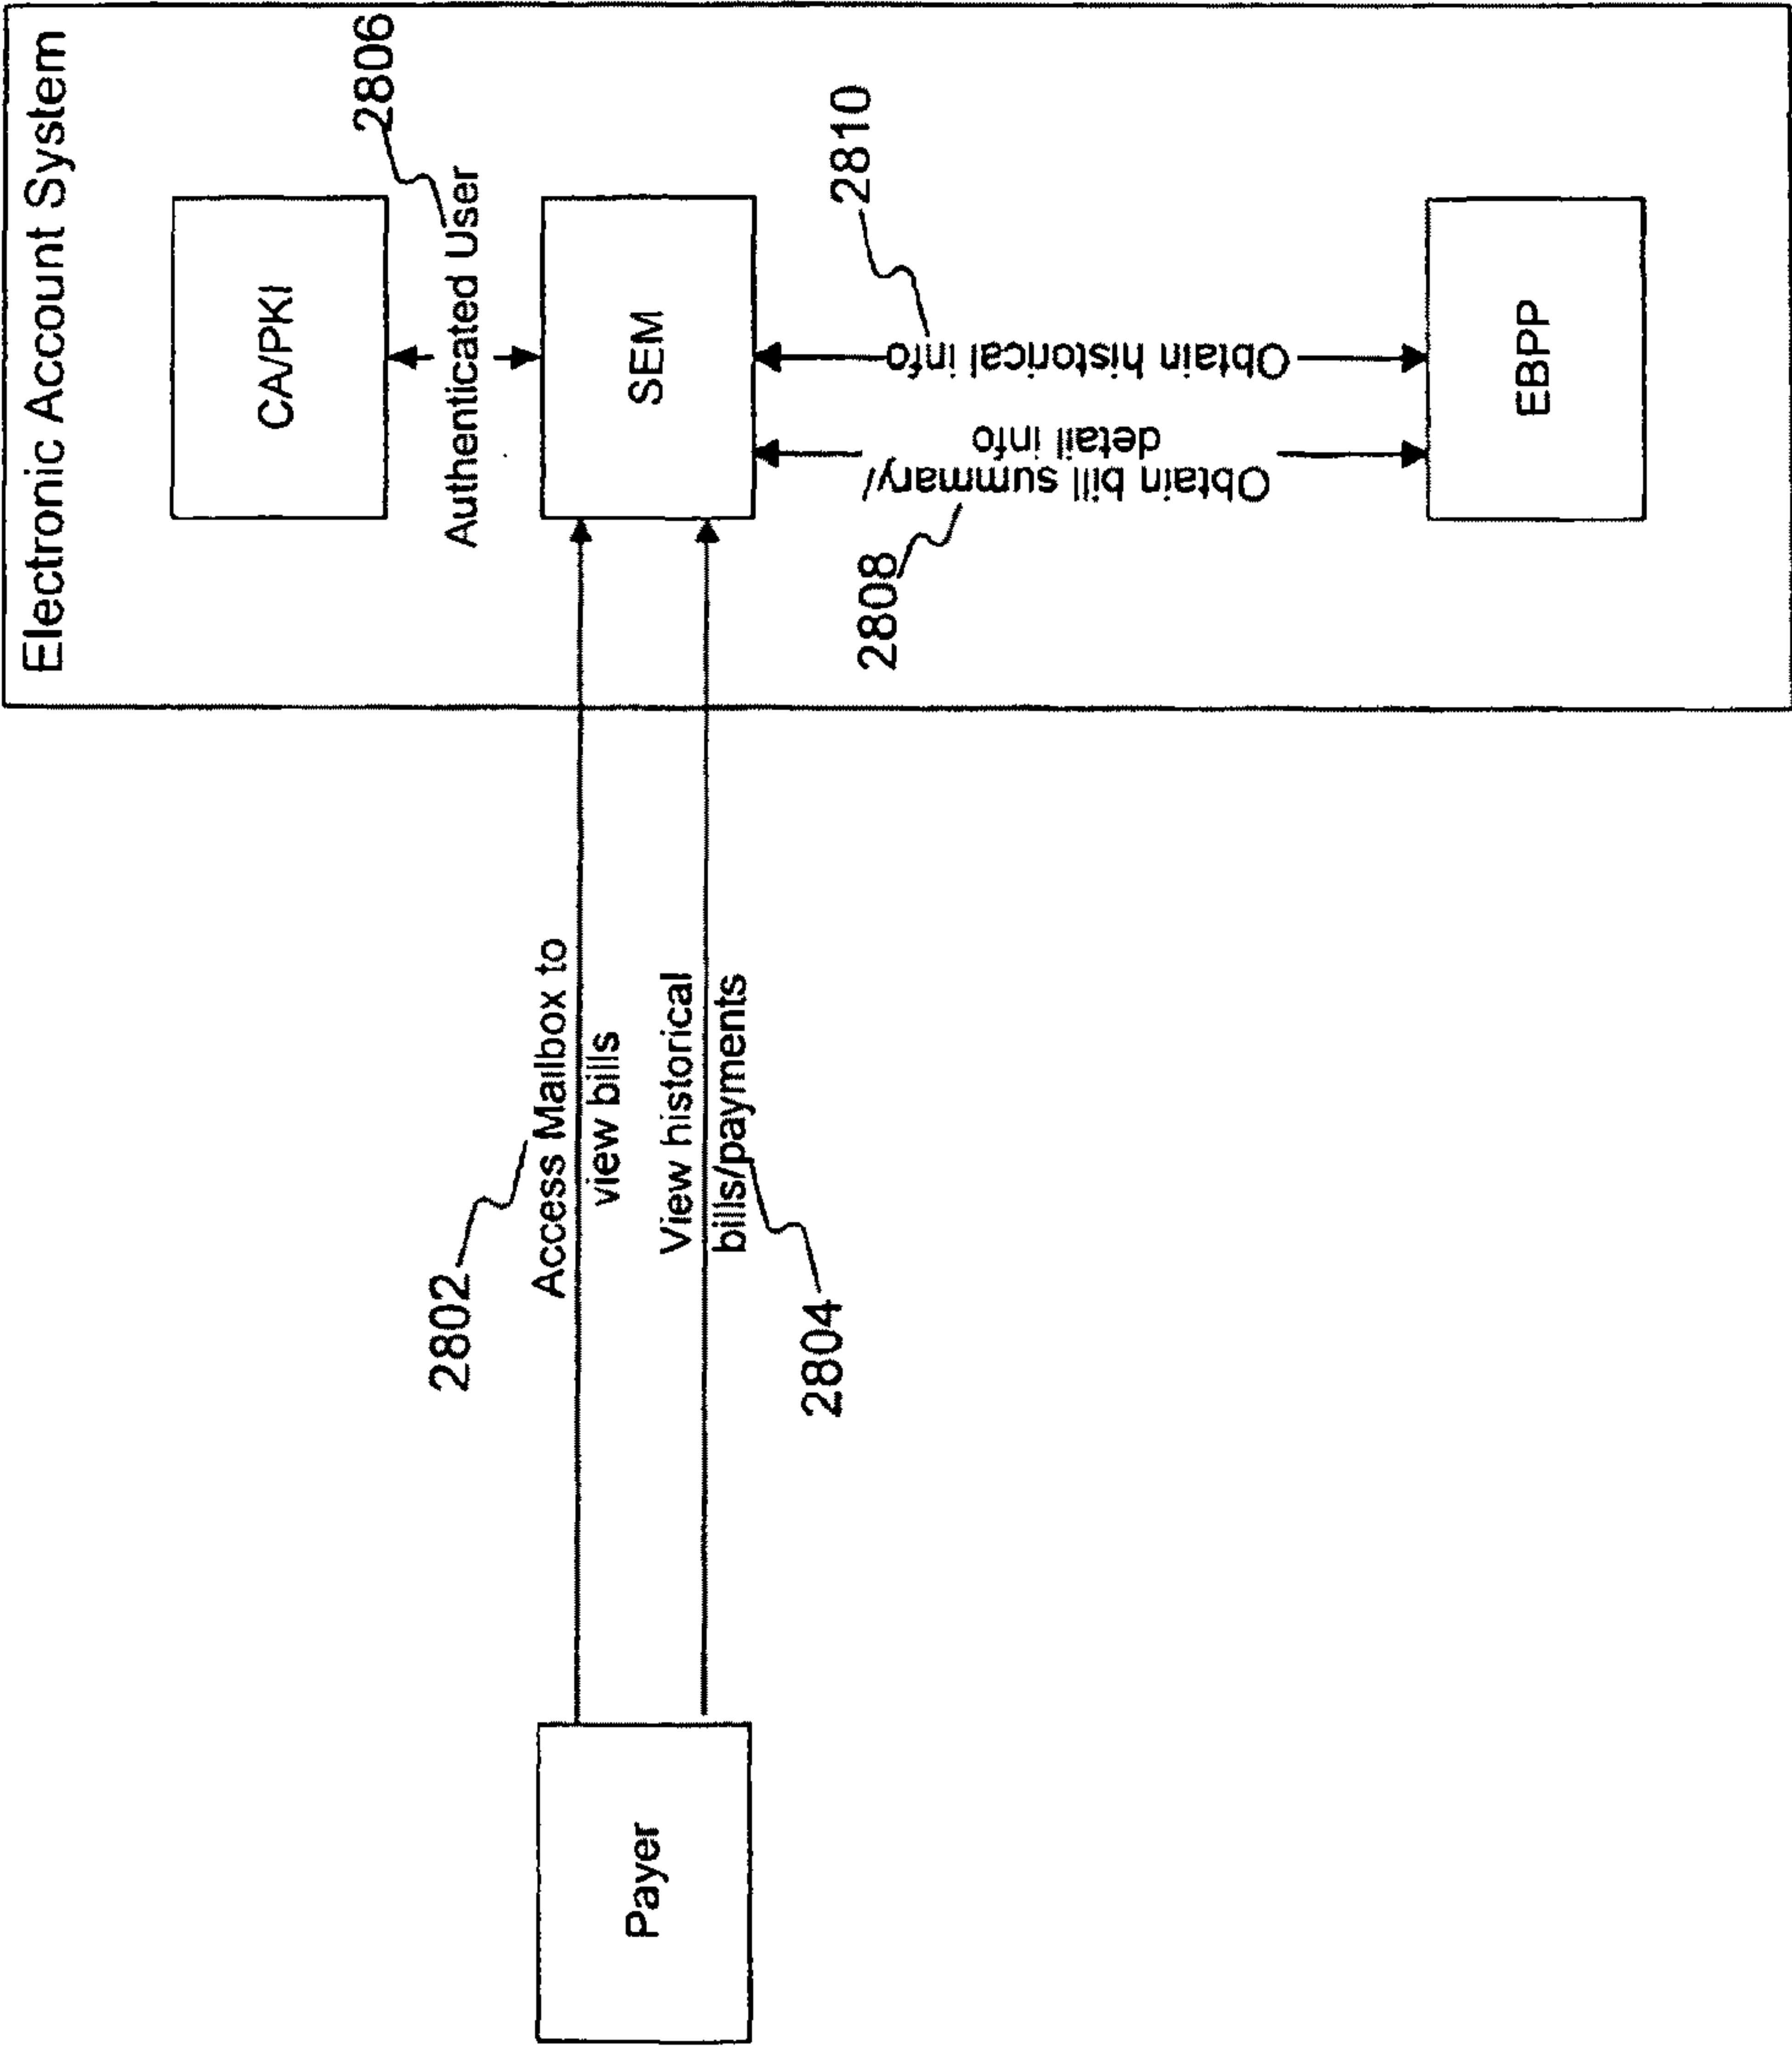 Electronic Account System
CA/PKI
2806
Authenticated User
2802
Access Mailbox to
view bills
Payer
SEM
View historical
bills/payments
2804
2808
Obtain bill summary/
detail info
Obtain historical info
2810
EBPP